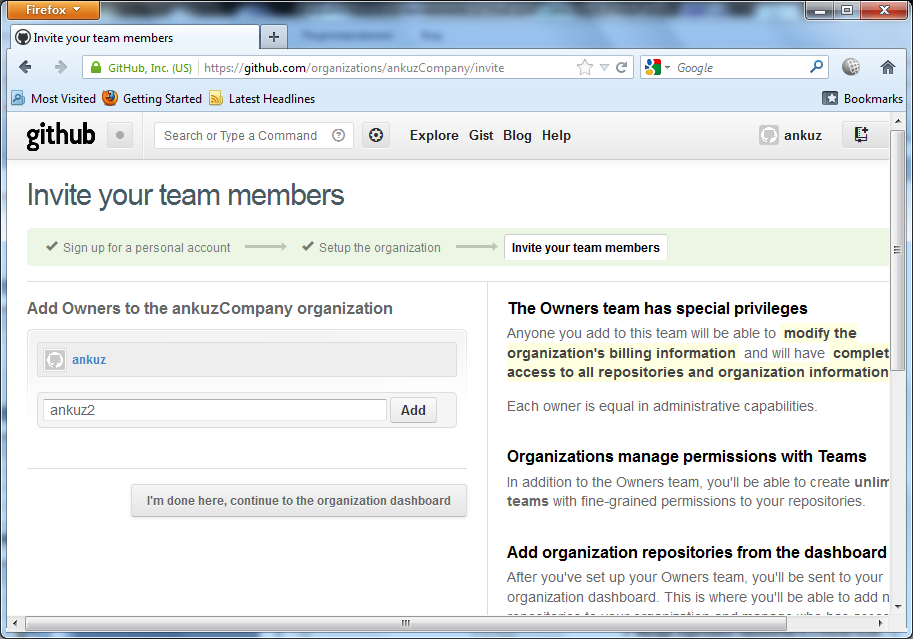 Firefox
Invite your team members
GitHub, Inc. (US) https://github.com/organizations/ankuzCompany/invite
Google
Most Visited Getting Started Latest Headlines Bookmarks
github Search or Type a Command Explore Gist Blog Help ankuz
Invite your team members
Sign up for a personal account Setup the organization Invite your team members
Add Owners to the ankuzCompany organization
ankuz
ankuz2 Add
I'm done here, continue to the organization dashboard
The Owners team has special privileges
Anyone you add to this team will be able to modify the
organization's billing information and will have complet
access to all repositories and organization information
Each owner is equal in administrative capabilities.
Organizations manage permissions with Teams
In addition to the Owners team, you'll be able to create unlim
teams with fine-grained permissions to your repositories.
Add organization repositories from the dashboard
After you've set up your Owners team, you'll be sent to your
organization dashboard. This is where you'll be able to add n